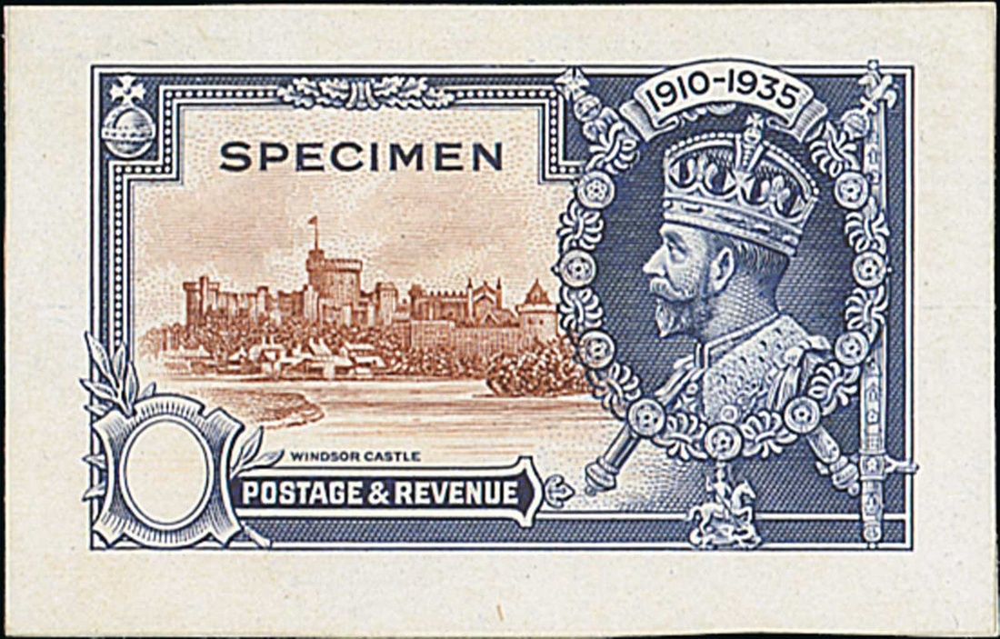 1910-1935
SPECIMEN
WINDSOR CASTLE
POSTAGE & REVENUE